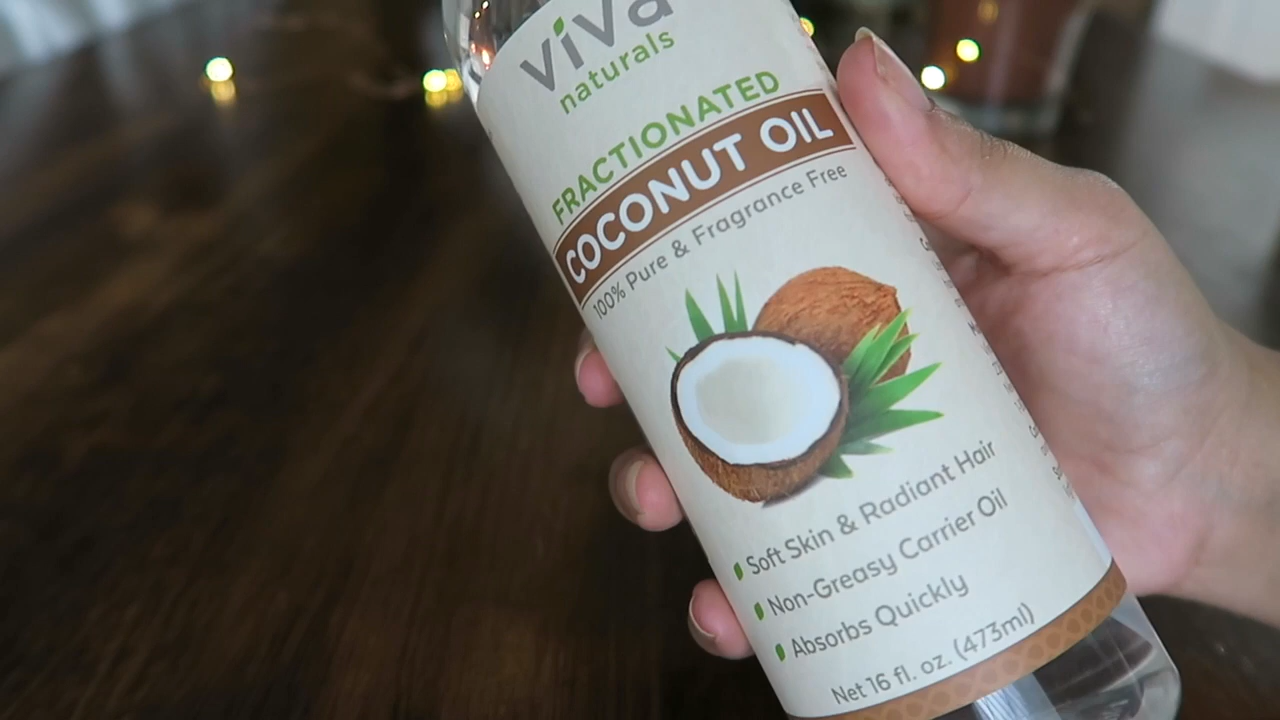 viva
naturals
FRACTIONATED
COCONUT OIL
100% Pure & Fragrance Free
Soft Skin & Radiant Hair
Non-Greasy Carrier Oil
Absorbs Quickly
Net 16 fl. oz. (473ml)